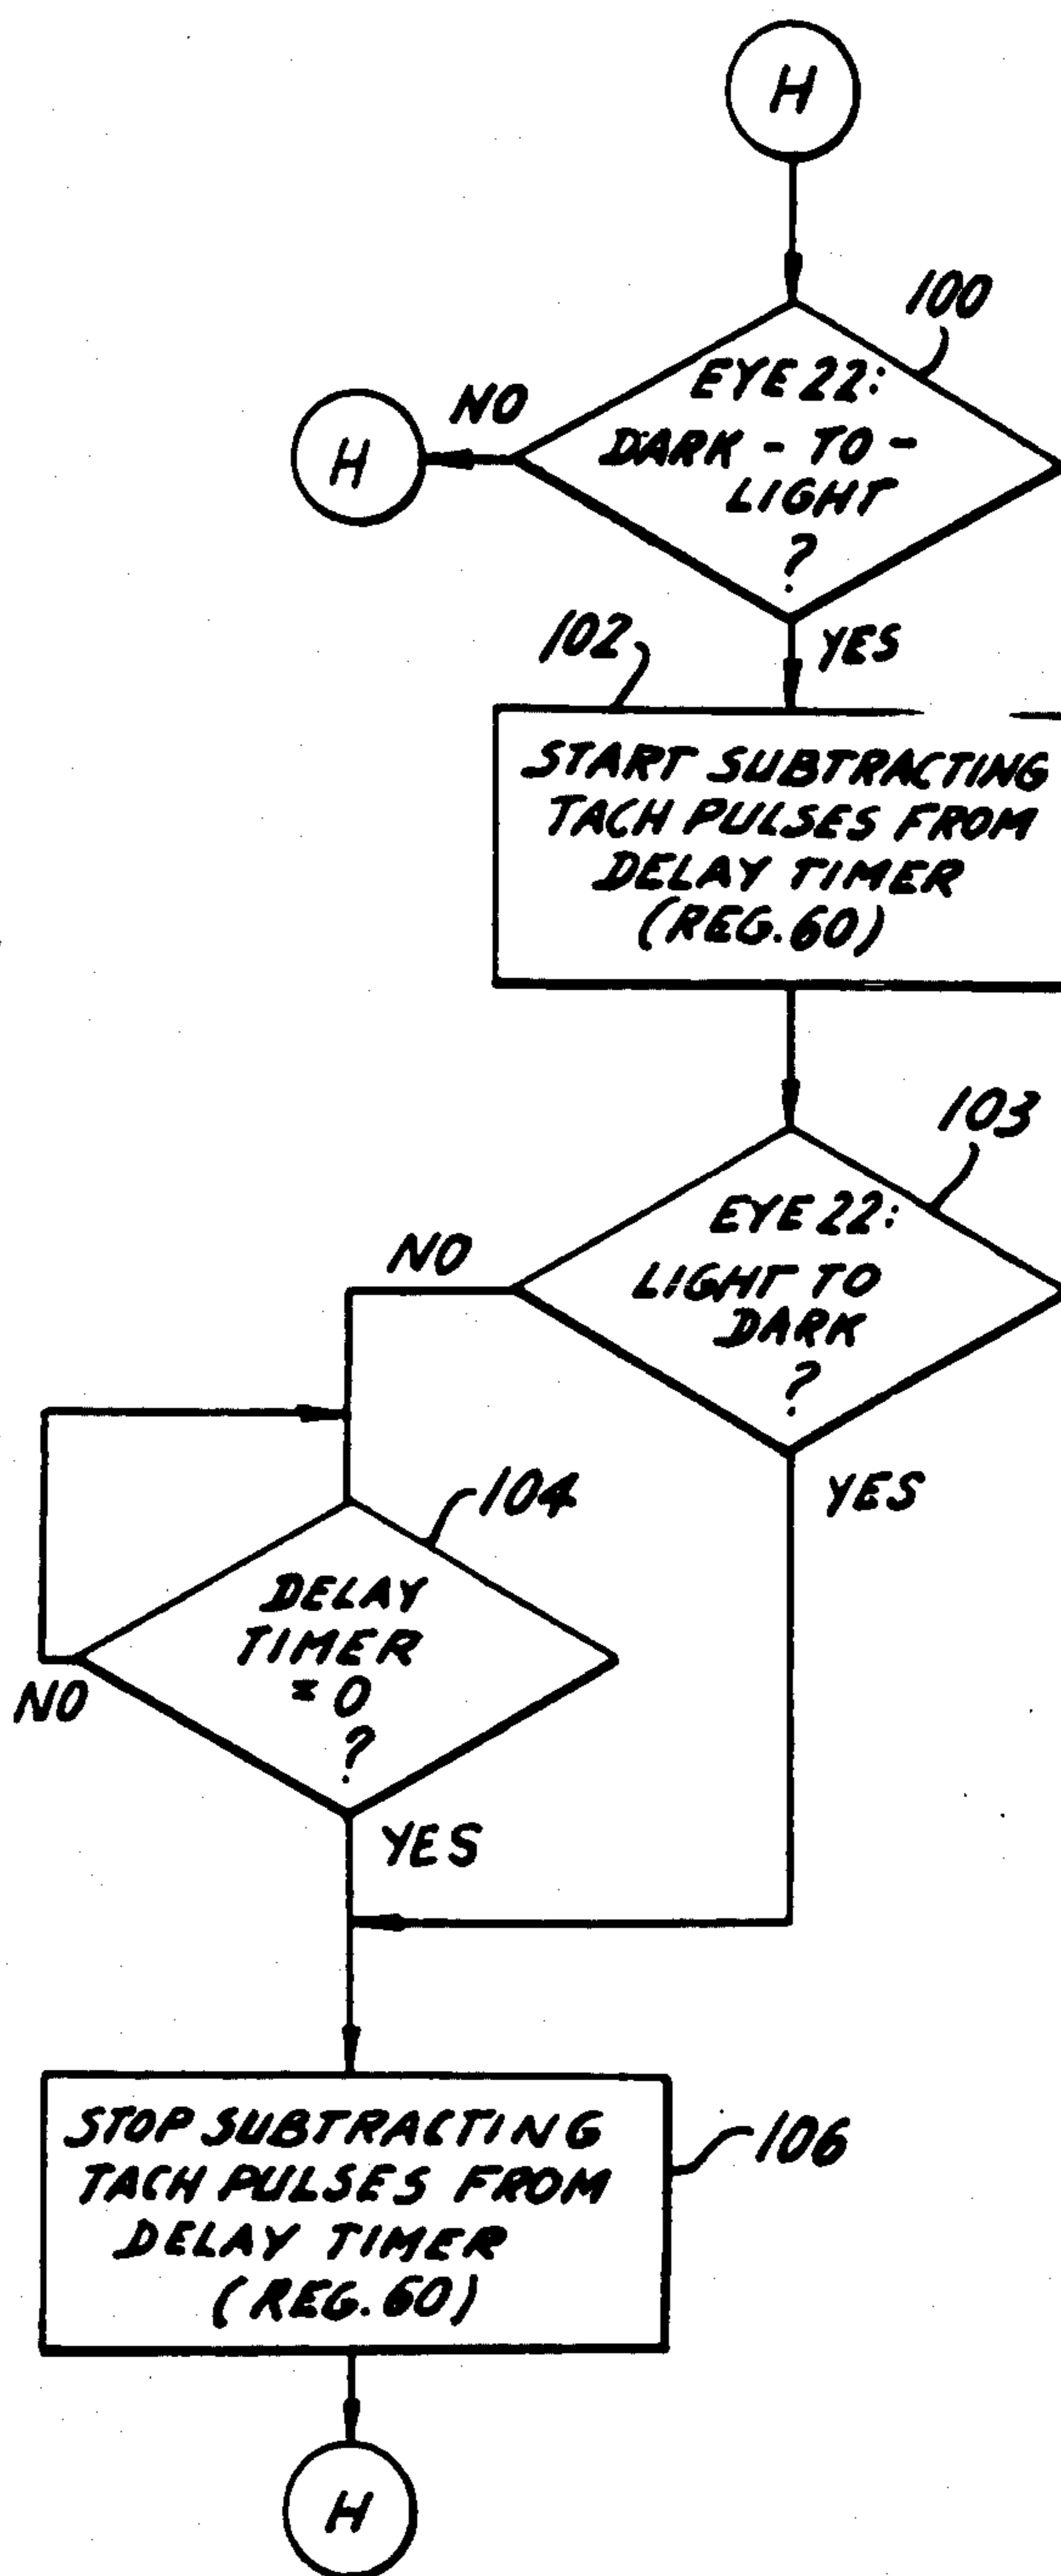 H
100
EYE 22:
DARK - TO -
LIGHT
?
NO
H
YES
102
START SUBTRACTING
TACH PULSES FROM
DELAY TIMER
(REG. 60)
103
EYE 22:
LIGHT TO
DARK
?
NO
YES
104
DELAY
TIMER
= 0
?
NO
YES
STOP SUBTRACTING
TACH PULSES FROM
DELAY TIMER
(REG. 60)
106
H